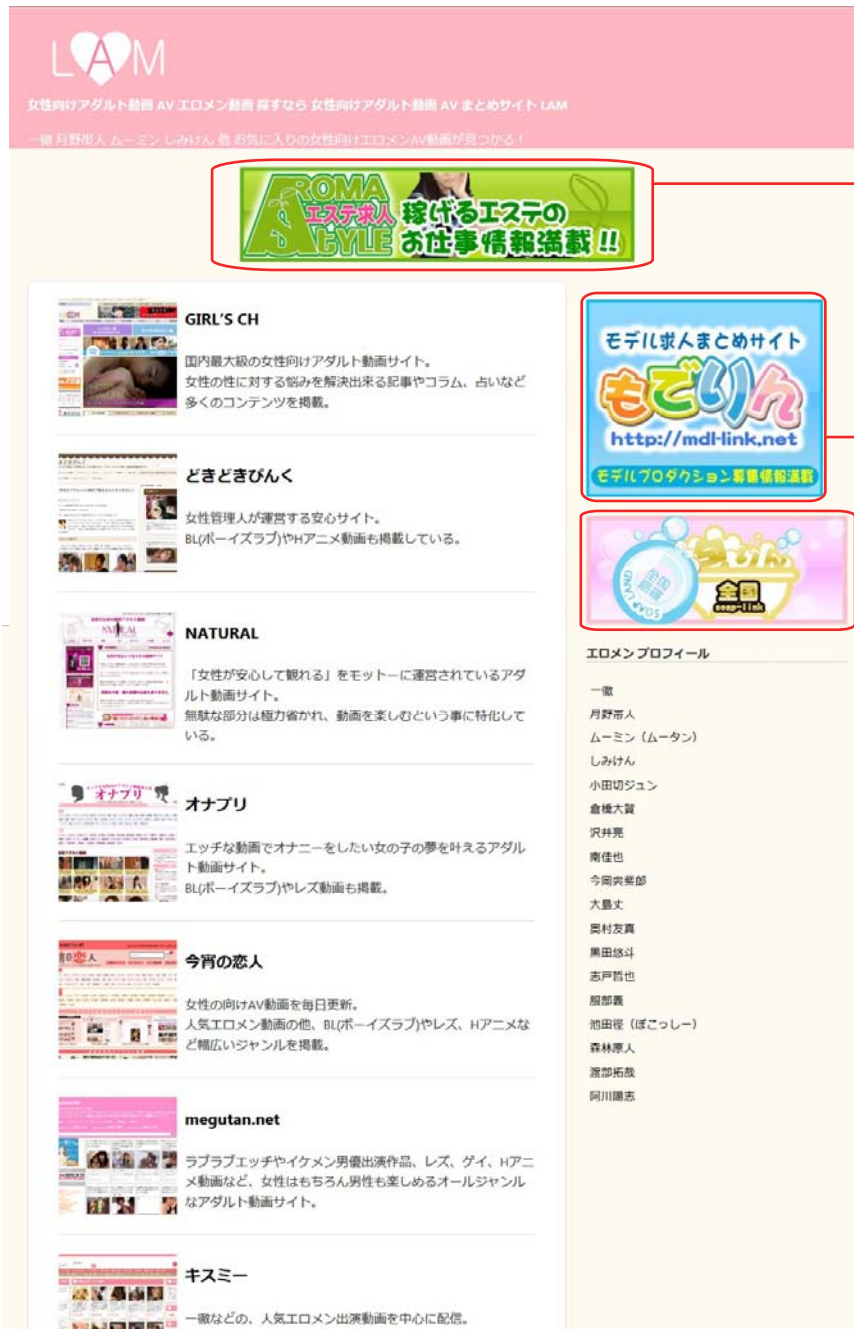 LAM
女性向けアダルト動画 AV エロメン動画 探すなら 女性向けアダルト動画 AV まとめサイト LAM
一徹 月野帯人 ムーミン しみけん 他 お気に入りの女性向けエロメンAV動画が見つかる！
AROMA
エステ求人
STYLE
稼げるエステの
お仕事情報満載!!
GIRL'S CH
国内最大級の女性向けアダルト動画サイト。
女性の性に対する悩みを解決出来る記事やコラム、占いなど
多くのコンテンツを掲載。
どきどきぴんく
女性管理人が運営する安心サイト。
BL(ボーイズラブ)やHアニメ動画も掲載している。
NATURAL
「女性が安心して観れる」をモットーに運営されているアダ
ルト動画サイト。
無駄な部分は極力省かれ、動画を楽しむという事に特化して
いる。
オナプリ
オナプリ
エッチな動画でオナニーをしたい女の子の夢を叶えるアダル
ト動画サイト。
BL(ボーイズラブ)やレズ動画も掲載。
今宵の恋人
女性の向けAV動画を毎日更新。
人気エロメン動画の他、BL(ボーイズラブ)やレズ、Hアニメな
ど幅広いジャンルを掲載。
megutan.net
ラブラブエッチやイケメン男優出演作品、レズ、ゲイ、Hアニ
メ動画など、女性はもちろん男性も楽しめるオールジャンル
なアダルト動画サイト。
キスミー
一徹などの、人気エロメン出演動画を中心に配信。
モデル求人まとめサイト
もでりん
http://mdl-link.net
モデルプロダクション募集情報満載
全国
soap-link
エロメンプロフィール
一徹
月野帯人
ムーミン（ムータン）
しみけん
小田切ジュン
倉橋大賀
沢井亮
南佳也
今岡爽紫郎
大島丈
奥村友真
黒田悠斗
志戸哲也
服部義
池田径（ぽこっしー）
森林原人
渡部拓哉
阿川陽志